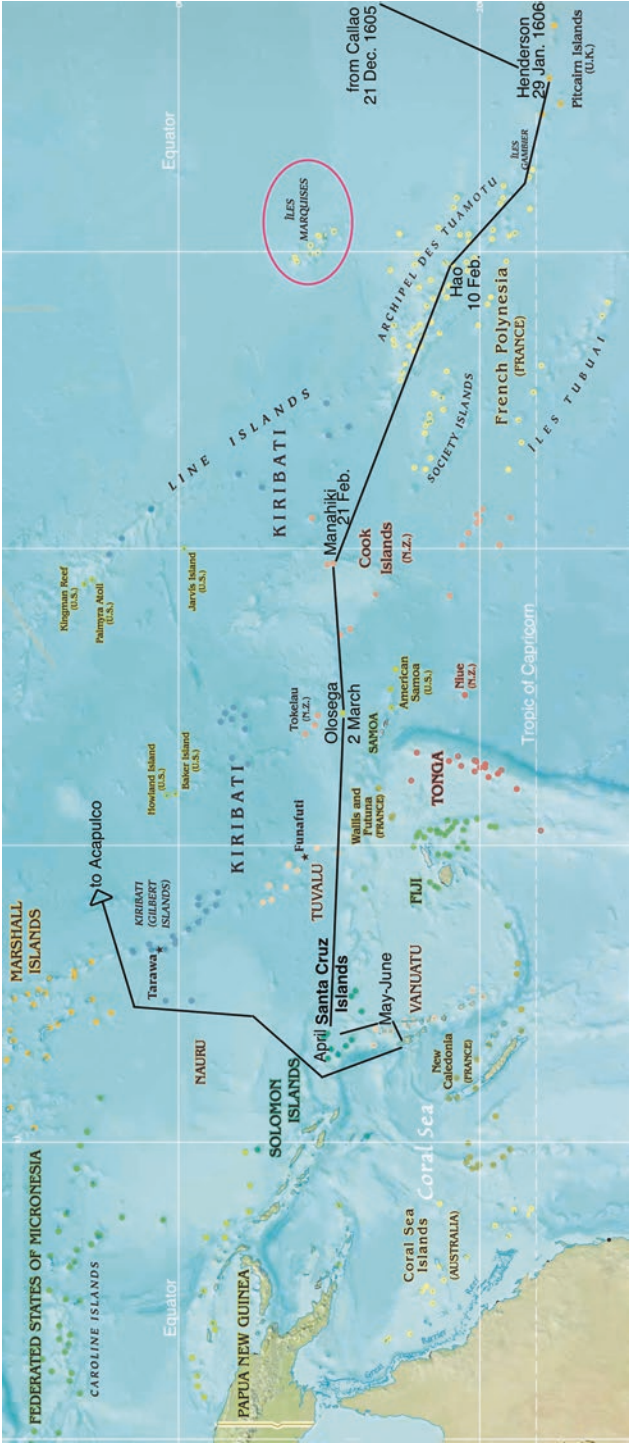 FEDERATED STATES OF MICRONESIA
CAROLINE ISLANDS
MARSHALL
ISLANDS
to Acapulco
Kingman Reef
(U.S.)
Palmyra Atoll
(U.S.)
Equator
PAPUA NEW GUINEA
NAURU
Tarawa
KIRIBATI
(GILBERT
ISLANDS)
Howland Island
(U.S.)
Baker Island
(U.S.)
Jarvis Island
(U.S.)
LINE ISLANDS
Equator
SOLOMON
ISLANDS
KIRIBATI
KIRIBATI
April
Santa Cruz
Islands
TUVALU
Funafuti
Tokelau
(N.Z.)
Olosega
2 March
Manahiki
21 Feb.
ÎLES
MARQUISES
May-June
VANUATU
Wallis and
Futuna
(FRANCE)
SAMOA
American
Samoa
(U.S.)
Cook
Islands
(N.Z.)
from Callao
21 Dec. 1605
Coral Sea
Coral Sea
Islands
(AUSTRALIA)
New
Caledonia
(FRANCE)
FIJI
TONGA
Niue
(N.Z.)
SOCIETY ISLANDS
ARCHIPEL DES TUAMOTU
Hao
10 Feb.
French Polynesia
(FRANCE)
ÎLES
GAMBIER
Henderson
29 Jan. 1606
Pitcairn Islands
(U.K.)
20
Great Barrier Reef
Tropic of Capricorn
ÎLES TUBUAI
0